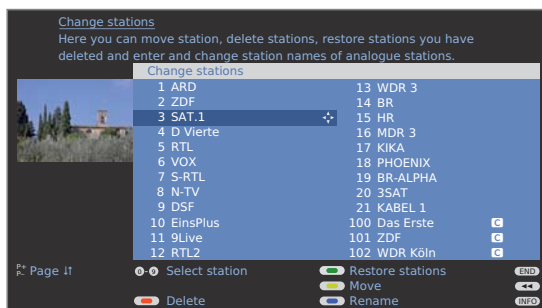 Change stations
Here you can move station, delete stations, restore stations you have
deleted and enter and change station names of analogue stations.
Change stations
1 ARD
2 ZDF
3 SAT.1
4 D Vierte
5 RTL
6 VOX
7 S-RTL
8 N-TV
9 DSF
10 EinsPlus
11 9Live
12 RTL2
13 WDR 3
14 BR
15 HR
16 MDR 3
17 KIKA
18 PHOENIX
19 BR-ALPHA
20 3SAT
21 KABEL 1
100 Das Erste C
101 ZDF C
102 WDR Köln C
P+
P- Page
0-9 Select station
Restore stations END
Move
Delete
Rename INFO